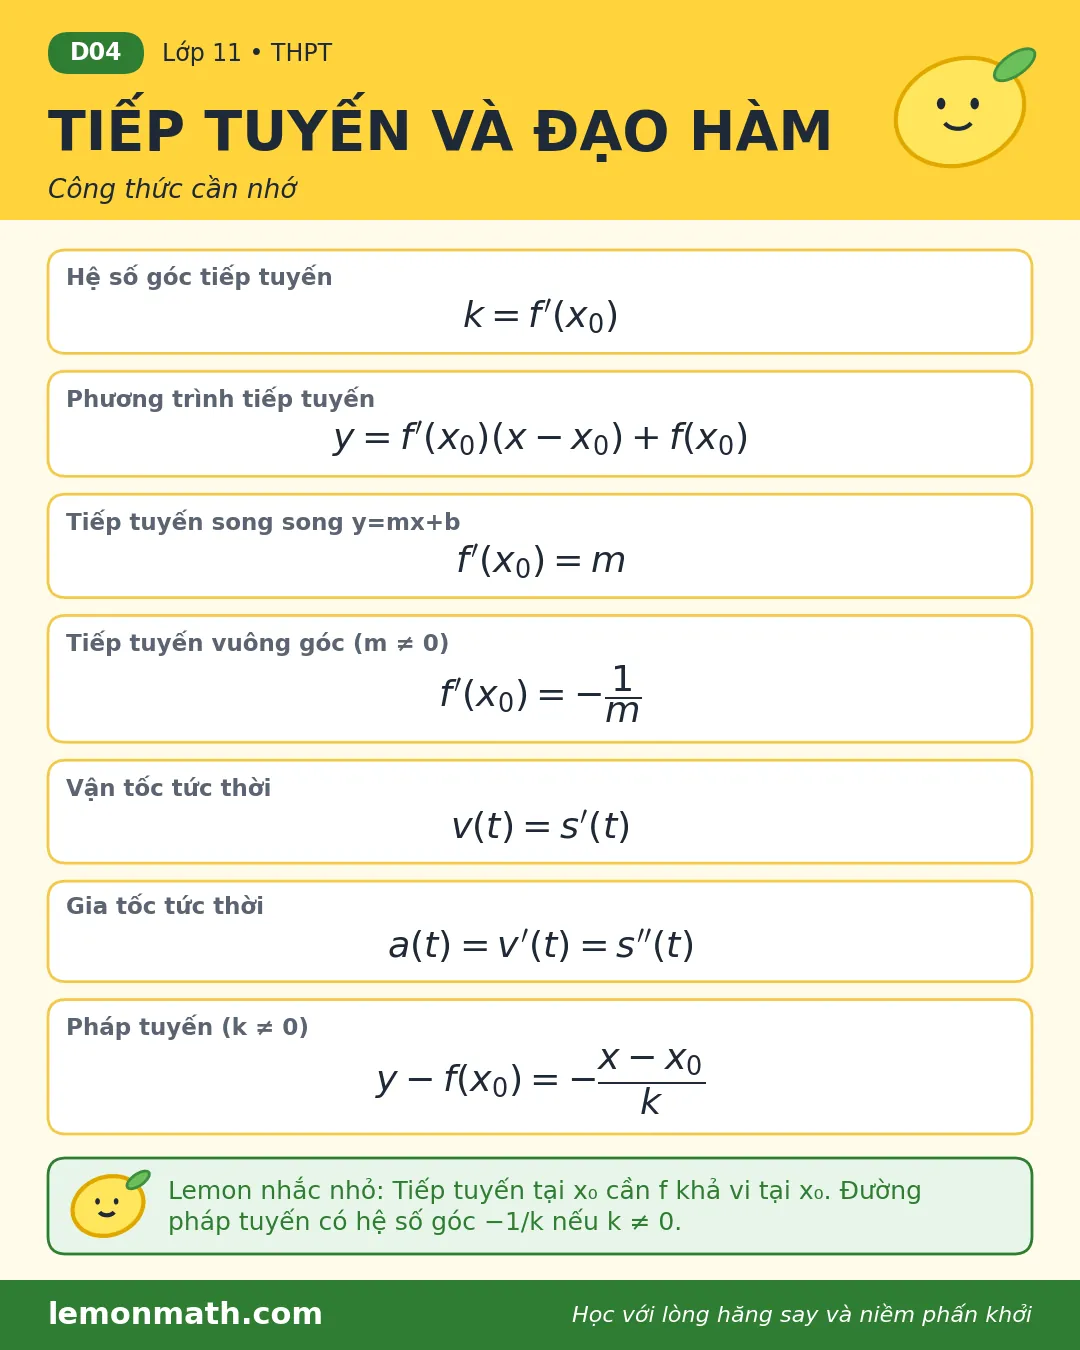 D04 Lớp 11 • THPT
TIẾP TUYẾN VÀ ĐẠO HÀM
Công thức cần nhớ
Hệ số góc tiếp tuyến
k = f′(x₀)
Phương trình tiếp tuyến
y = f′(x₀)(x − x₀) + f(x₀)
Tiếp tuyến song song y=mx+b
f′(x₀) = m
Tiếp tuyến vuông góc (m ≠ 0)
f′(x₀) = −1/m
Vận tốc tức thời
v(t) = s′(t)
Gia tốc tức thời
a(t) = v′(t) = s′′(t)
Pháp tuyến (k ≠ 0)
y − f(x₀) = −(x − x₀)/k
Lemon nhắc nhỏ: Tiếp tuyến tại x₀ cần f khả vi tại x₀. Đường
pháp tuyến có hệ số góc −1/k nếu k ≠ 0.
lemonmath.com Học với lòng hăng say và niềm phấn khởi